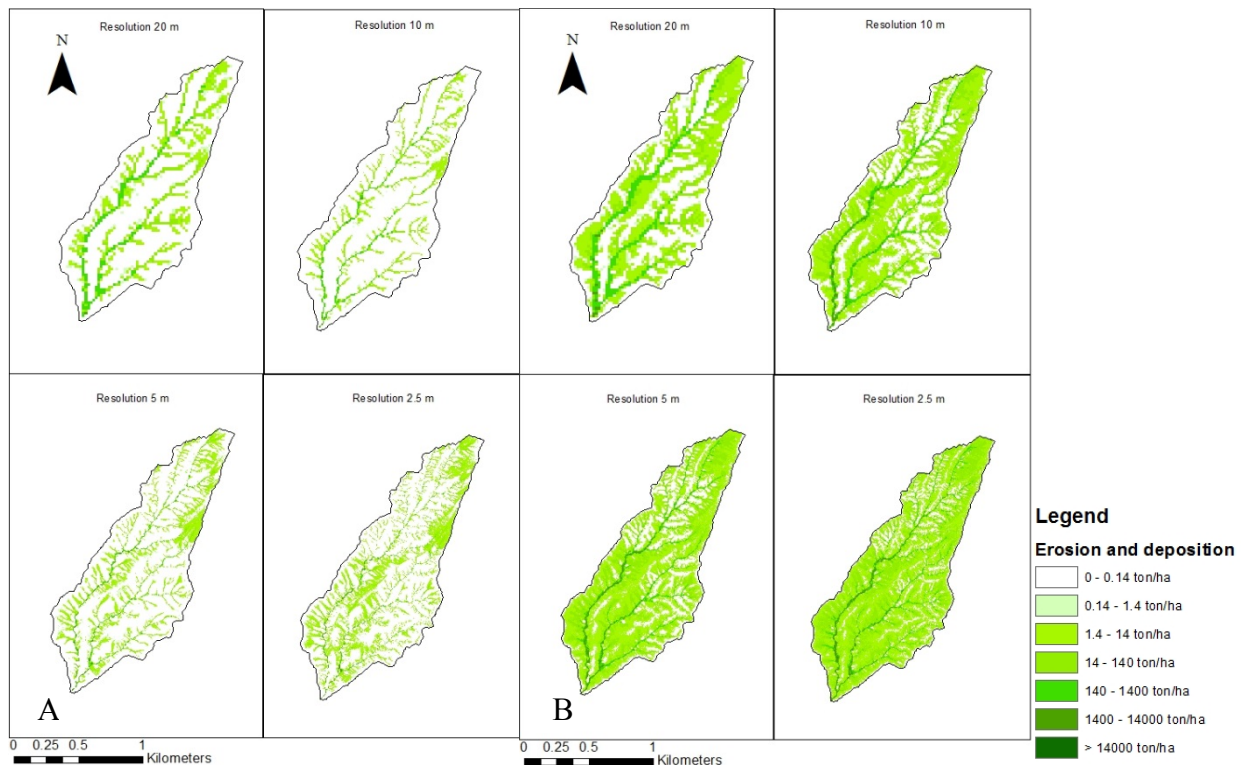 Resolution 20 m
Resolution 10 m
Resolution 20 m
Resolution 10 m
N
N
Resolution 5 m
Resolution 2.5 m
Resolution 5 m
Resolution 2.5 m
A
B
0 0.25 0.5 1
Kilometers
0 0.25 0.5 1
Kilometers
Legend
Erosion and deposition
0 - 0.14 ton/ha
0.14 - 1.4 ton/ha
1.4 - 14 ton/ha
14 - 140 ton/ha
140 - 1400 ton/ha
1400 - 14000 ton/ha
> 14000 ton/ha